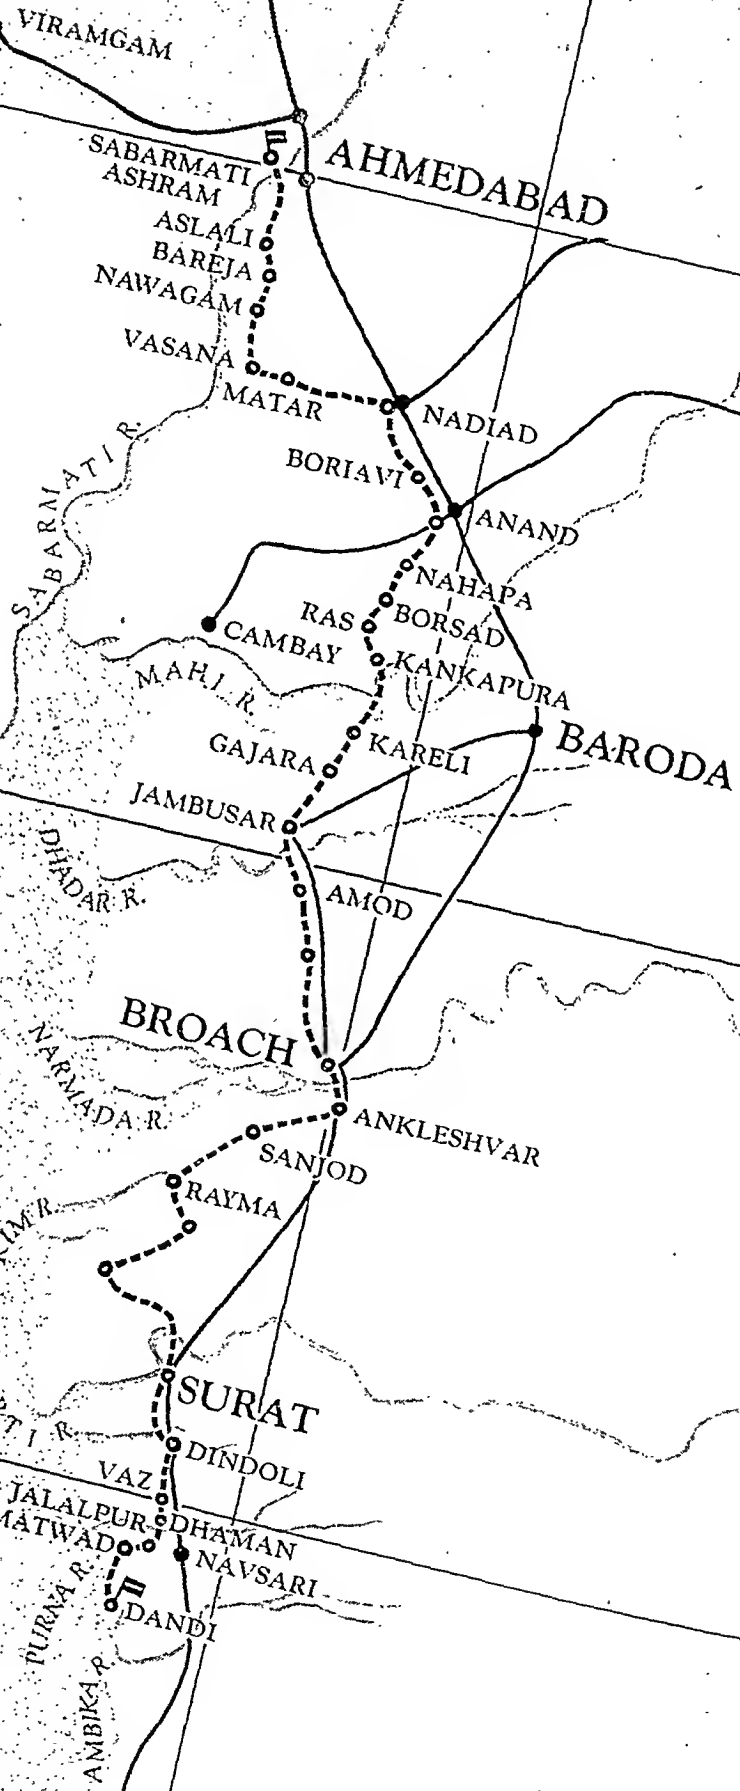 VIRAMGAM
AHMEDABAD
SABARMATI
ASHRAM
ASLALI
BAREJA
NAWAGAM
VASANA
MATAR
NADIAD
SABARMATI R.
BORIAVI
ANAND
NAHAPA
BORSAD
RAS
CAMBAY
KANKAPURA
MAHI R.
KARELI
BARODA
GAJARA
JAMBUSAR
DHADAR R.
AMOD
BROACH
NARMADA R.
ANKLESHVAR
SANJOD
RAYMA
KIM R.
SURAT
R.
DINDOLI
VAZ
JALALPUR
DHAMAN
MATWAD
NAVSARI
PURNA R.
DANDI
AMBIKA R.